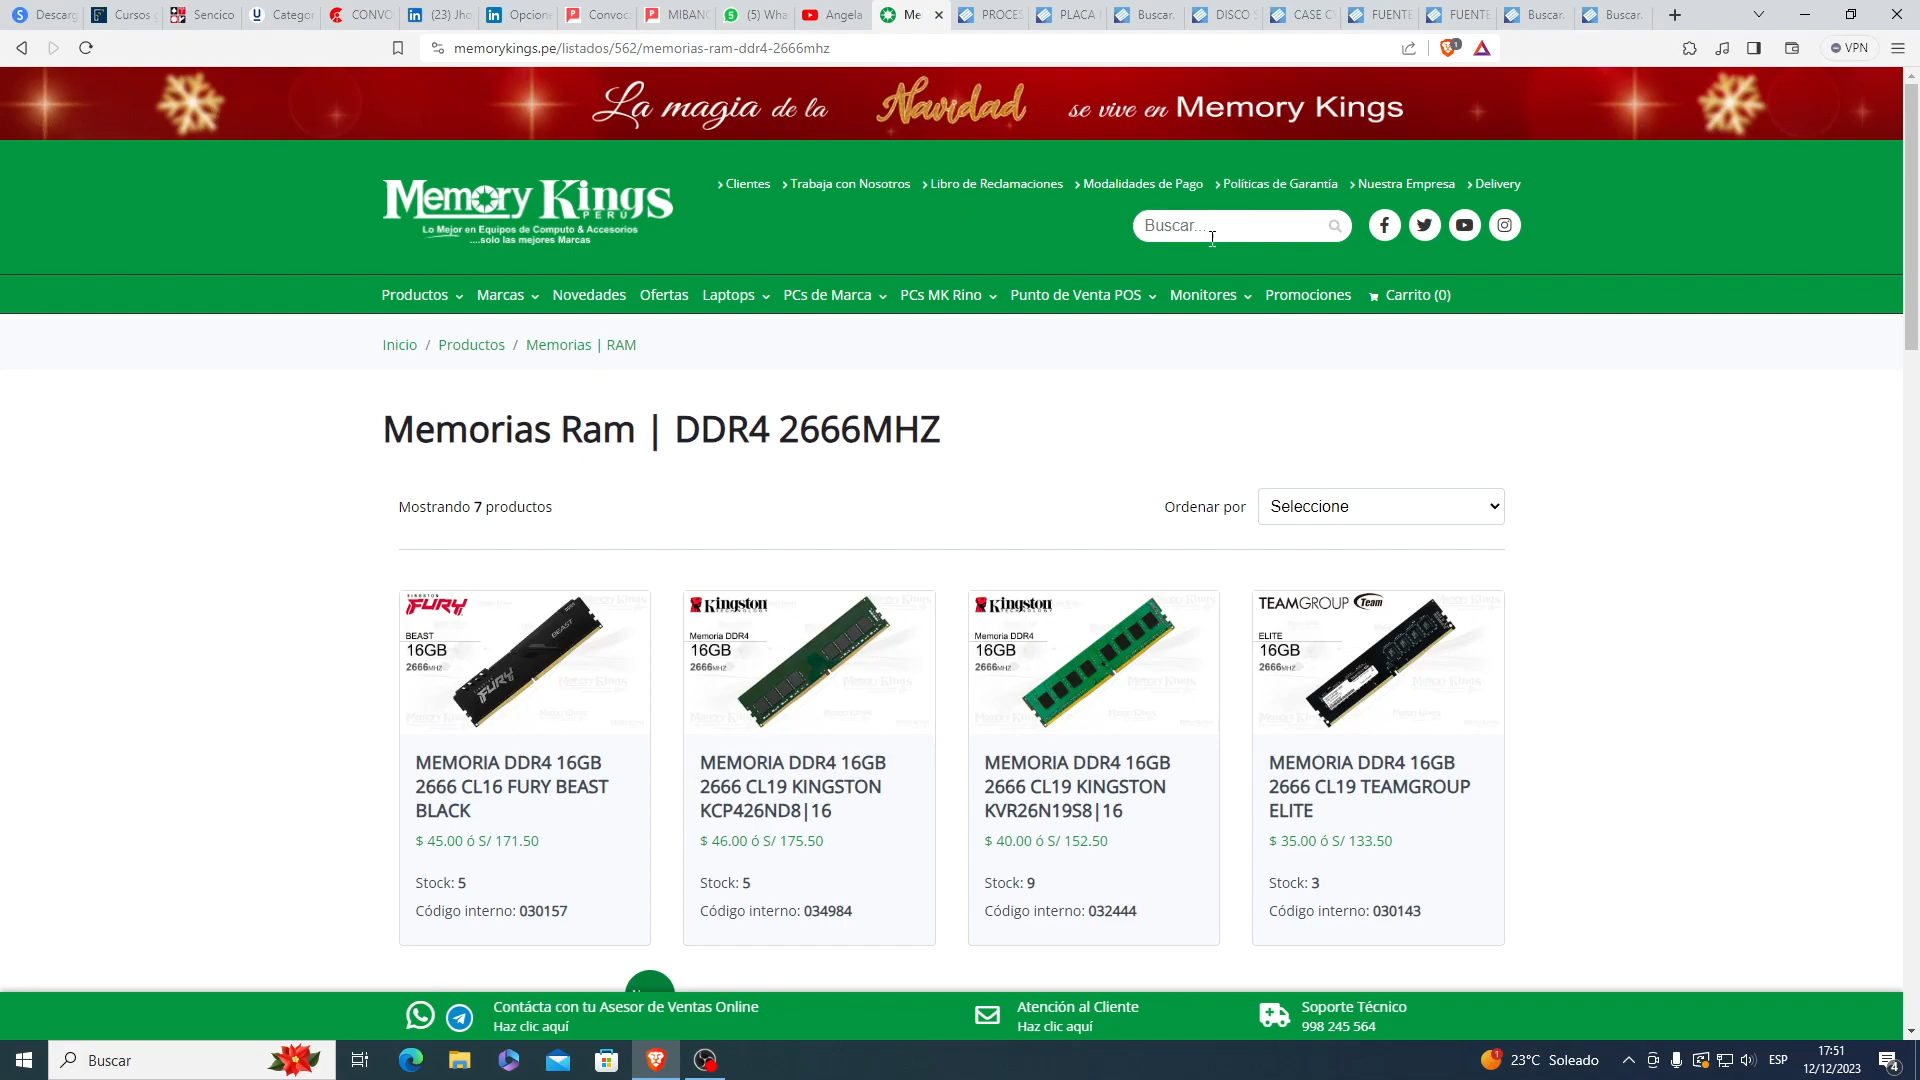 Descarg
Cursos g
Sencico
Categor
CONVO
(23) Jho
Opcione
Convoc
MIBANC
(5) Wha
Angela
Me
PROCES
PLACA
Buscar.
DISCO S
CASE C
FUENTE
FUENTE
Buscar.
Buscar.
memorykings.pe/listados/562/memorias-ram-ddr4-2666mhz
1
VPN
La magia de la Navidad se vive en Memory Kings
Memory Kings
PERU
Lo Mejor en Equipos de Computo & Accesorios
....solo las mejores Marcas
Clientes
Trabaja con Nosotros
Libro de Reclamaciones
Modalidades de Pago
Políticas de Garantía
Nuestra Empresa
Delivery
Buscar...
Productos
Marcas
Novedades
Ofertas
Laptops
PCs de Marca
PCs MK Rino
Punto de Venta POS
Monitores
Promociones
Carrito (0)
Inicio / Productos / Memorias | RAM
Memorias Ram | DDR4 2666MHZ
Mostrando 7 productos
Ordenar por
Seleccione
KINGSTON
FURY
BEAST
16GB
2666MHZ
MEMORIA DDR4 16GB
2666 CL16 FURY BEAST
BLACK
$ 45.00 ó S/ 171.50
Stock: 5
Código interno: 030157
Kingston
TECHNOLOGY
Memoria DDR4
16GB
2666MHZ
MEMORIA DDR4 16GB
2666 CL19 KINGSTON
KCP426ND8|16
$ 46.00 ó S/ 175.50
Stock: 5
Código interno: 034984
Kingston
TECHNOLOGY
Memoria DDR4
16GB
2666MHZ
MEMORIA DDR4 16GB
2666 CL19 KINGSTON
KVR26N19S8|16
$ 40.00 ó S/ 152.50
Stock: 9
Código interno: 032444
TEAMGROUP Team
ELITE
16GB
2666MHZ
MEMORIA DDR4 16GB
2666 CL19 TEAMGROUP
ELITE
$ 35.00 ó S/ 133.50
Stock: 3
Código interno: 030143
Contácta con tu Asesor de Ventas Online
Haz clic aquí
Atención al Cliente
Haz clic aquí
Soporte Técnico
998 245 564
Buscar
1
23°C Soleado
ESP
17:51
12/12/2023
4